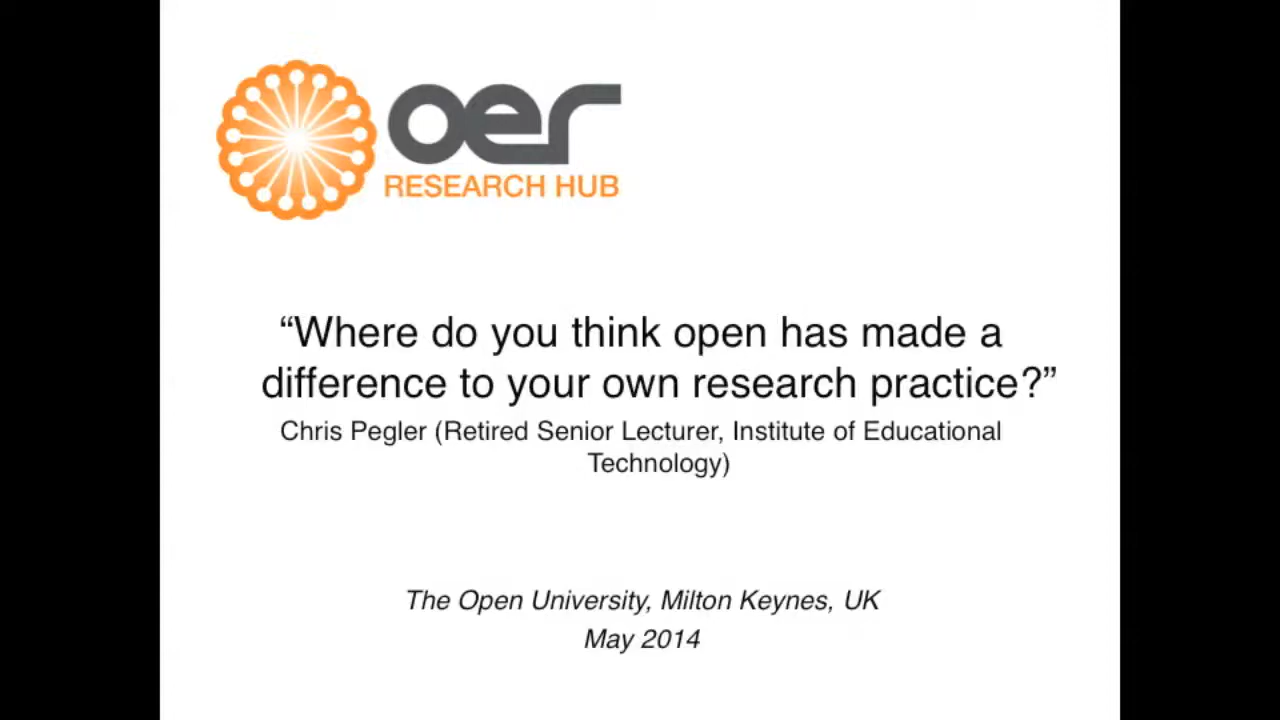 oer
RESEARCH HUB
“Where do you think open has made a
difference to your own research practice?”
Chris Pegler (Retired Senior Lecturer, Institute of Educational
Technology)
The Open University, Milton Keynes, UK
May 2014